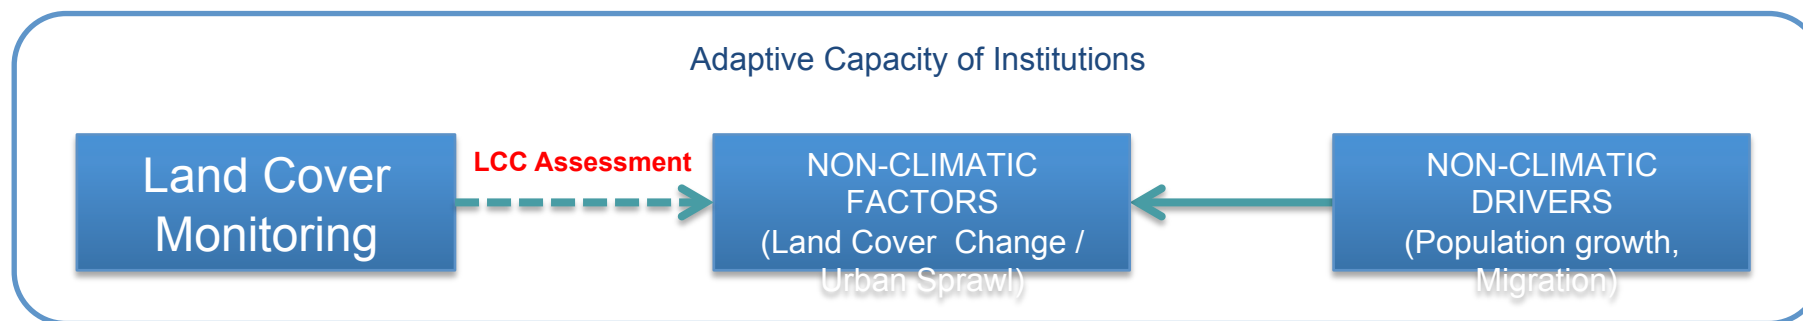 Adaptive Capacity of Institutions
Land Cover
Monitoring
LCC Assessment
NON-CLIMATIC
FACTORS
(Land Cover  Change /
Urban Sprawl)
NON-CLIMATIC
DRIVERS
(Population growth,
Migration)